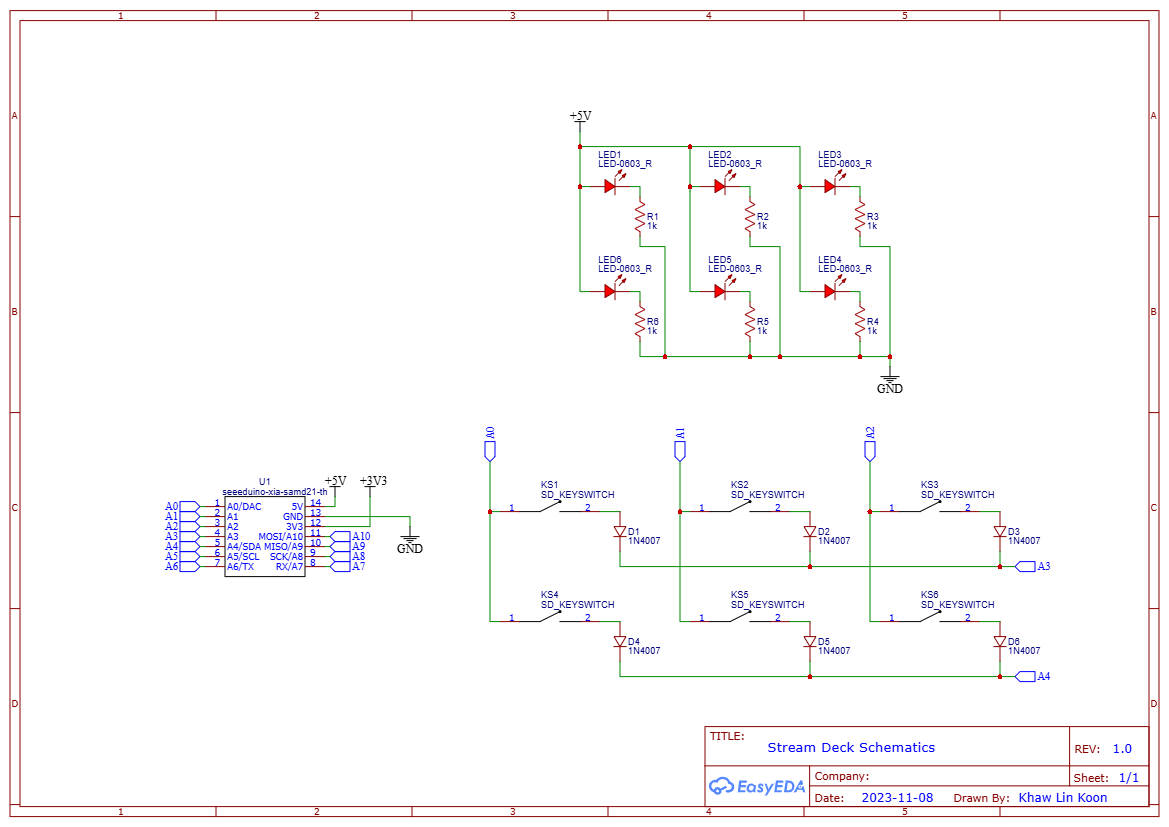 1 2 3 4 5
A A
+5V
LED1 LED2 LED3
LED-0603_R LED-0603_R LED-0603_R
R1 R2 R3
1k 1k 1k
LED6 LED5 LED4
LED-0603_R LED-0603_R LED-0603_R
B B
R6 R5 R4
1k 1k 1k
GND
A0 A1 A2
U1 +5V +3V3
seeeduino-xia-samd21-th
A0 1 A0/DAC 5V 14
A1 2 A1 GND 13
A2 3 A2 3V3 12
A3 4 A3 MOSI/A10 11 A10
A4 5 A4/SDA MISO/A9 10 A9
A5 6 A5/SCL SCK/A8 9 A8
A6 7 A6/TX RX/A7 8 A7
GND
KS1 KS2 KS3
SD_KEYSWITCH SD_KEYSWITCH SD_KEYSWITCH
C 1 2 1 2 1 2 C
D1 D2 D3
1N4007 1N4007 1N4007
A3
KS4 KS5 KS6
SD_KEYSWITCH SD_KEYSWITCH SD_KEYSWITCH
1 2 1 2 1 2
D4 D5 D6
1N4007 1N4007 1N4007
A4
D D
TITLE:
Stream Deck Schematics
REV: 1.0
EasyEDA
Company:
Sheet: 1/1
Date: 2023-11-08 Drawn By: Khaw Lin Koon
1 2 3 4 5